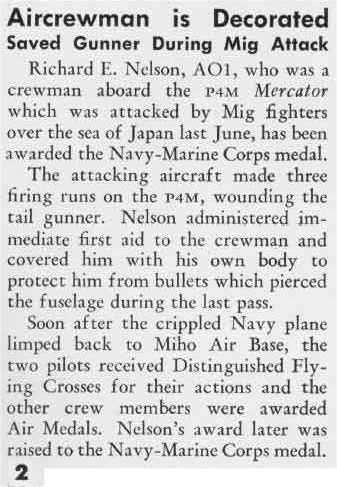 Aircrewman is Decorated
Saved Gunner During Mig Attack
Richard E. Nelson, AO1, who was a
crewman aboard the P4M Mercator
which was attacked by Mig fighters
over the sea of Japan last June, has been
awarded the Navy-Marine Corps medal.
The attacking aircraft made three
firing runs on the P4M, wounding the
tail gunner. Nelson administered im-
mediate first aid to the crewman and
covered him with his own body to
protect him from bullets which pierced
the fuselage during the last pass.
Soon after the crippled Navy plane
limped back to Miho Air Base, the
two pilots received Distinguished Fly-
ing Crosses for their actions and the
other crew members were awarded
Air Medals. Nelson's award later was
raised to the Navy-Marine Corps medal.
2